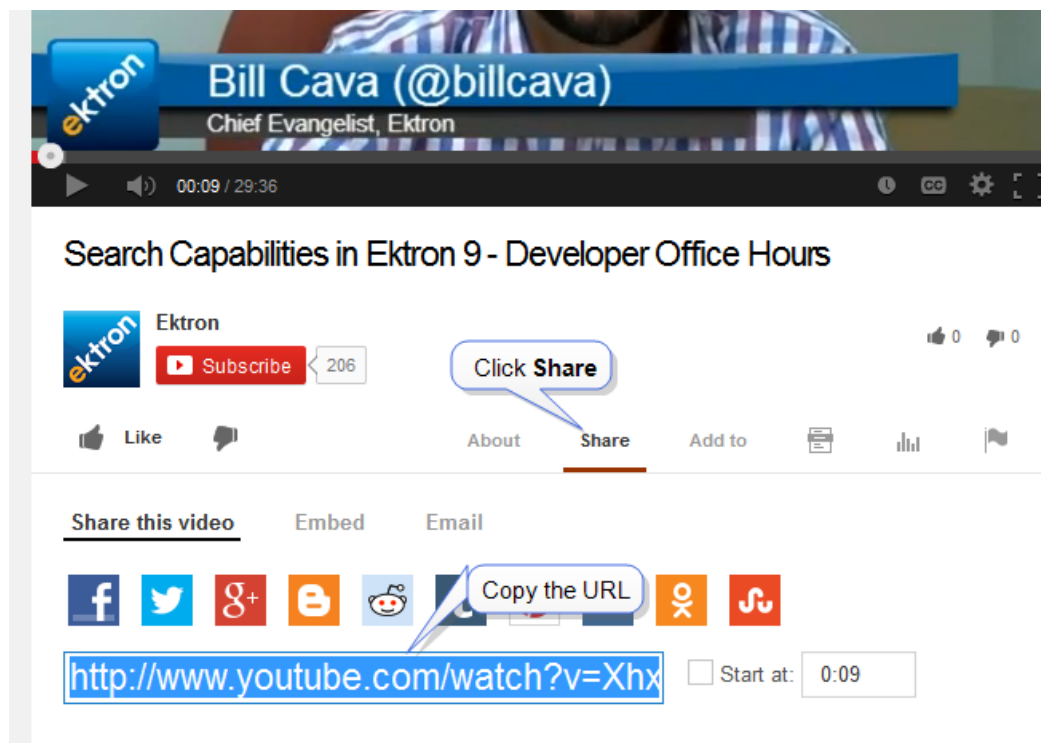 ektron
Bill Cava (@billcava)
Chief Evangelist, Ektron
00:09 / 29:36
CC
Search Capabilities in Ektron 9 - Developer Office Hours
ektron
Ektron
Subscribe 206
0 0
Click Share
Like
About Share Add to
Share this video Embed Email
f
g+
B
Copy the URL
http://www.youtube.com/watch?v=Xhx
Start at: 0:09